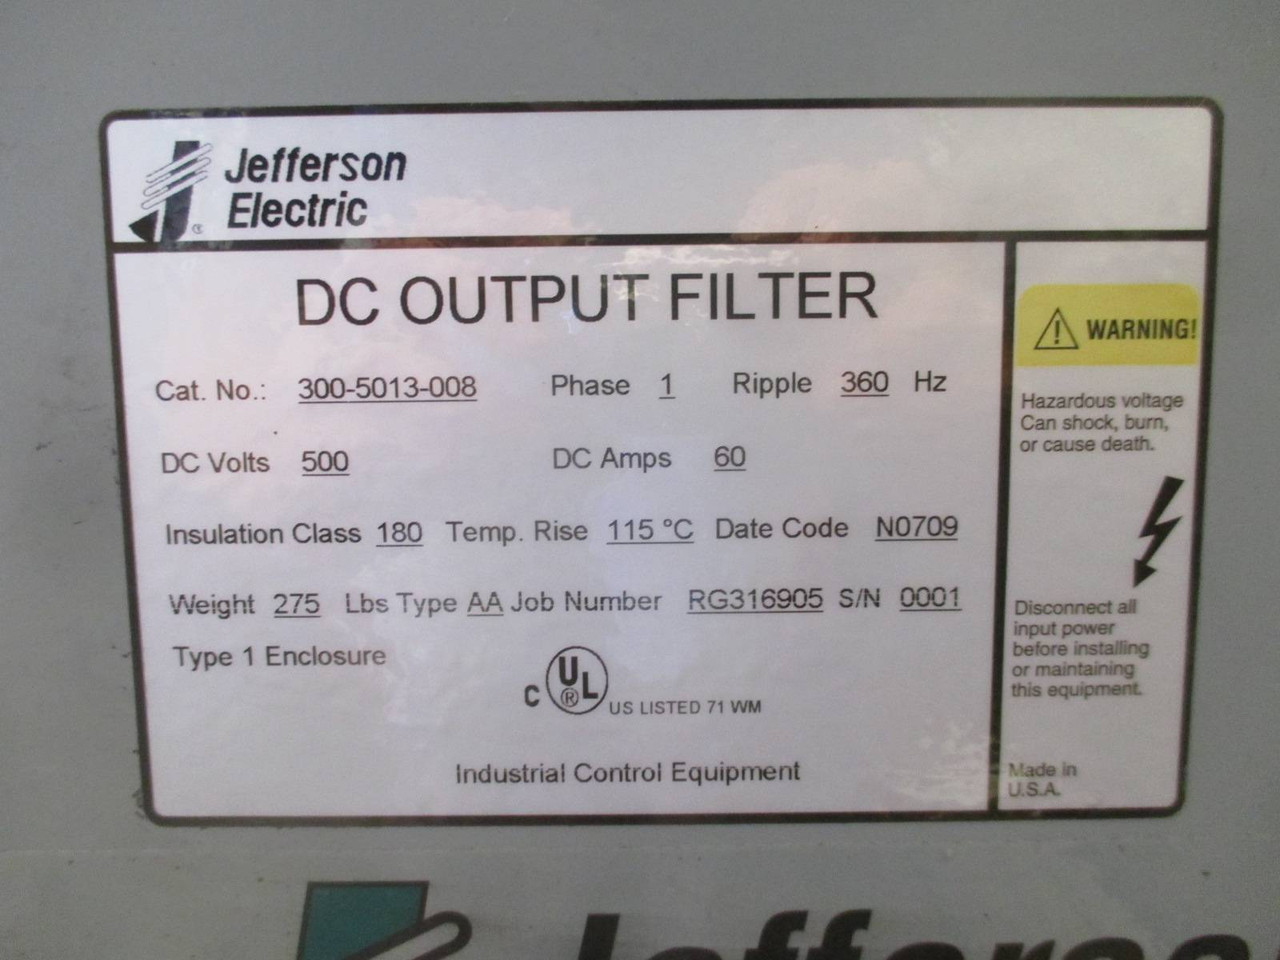 Jefferson
Electric
DC OUTPUT FILTER
Cat. No.: 300-5013-008 Phase 1 Ripple 360 Hz
DC Volts 500 DC Amps 60
Insulation Class 180 Temp. Rise 115 °C Date Code N0709
Weight 275 Lbs Type AA Job Number RG316905 S/N 0001
Type 1 Enclosure
C UL ® US LISTED 71 WM
Industrial Control Equipment
WARNING!
Hazardous voltage
Can shock, burn,
or cause death.
Disconnect all
input power
before installing
or maintaining
this equipment.
Made in
U.S.A.